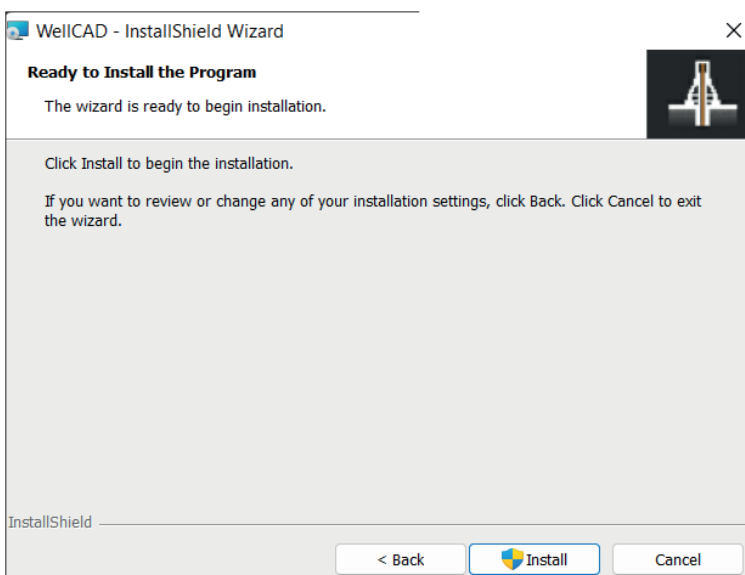 WellCAD - InstallShield Wizard
Ready to Install the Program
The wizard is ready to begin installation.
Click Install to begin the installation.
If you want to review or change any of your installation settings, click Back. Click Cancel to exit
the wizard.
InstallShield
< Back
Install
Cancel